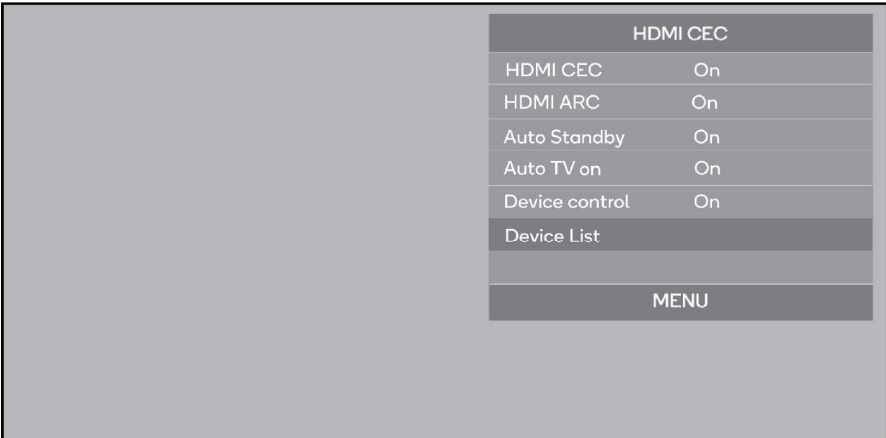 HDMI CEC
HDMI CEC On
HDMI ARC On
Auto Standby On
Auto TV on On
Device control On
Device List
MENU